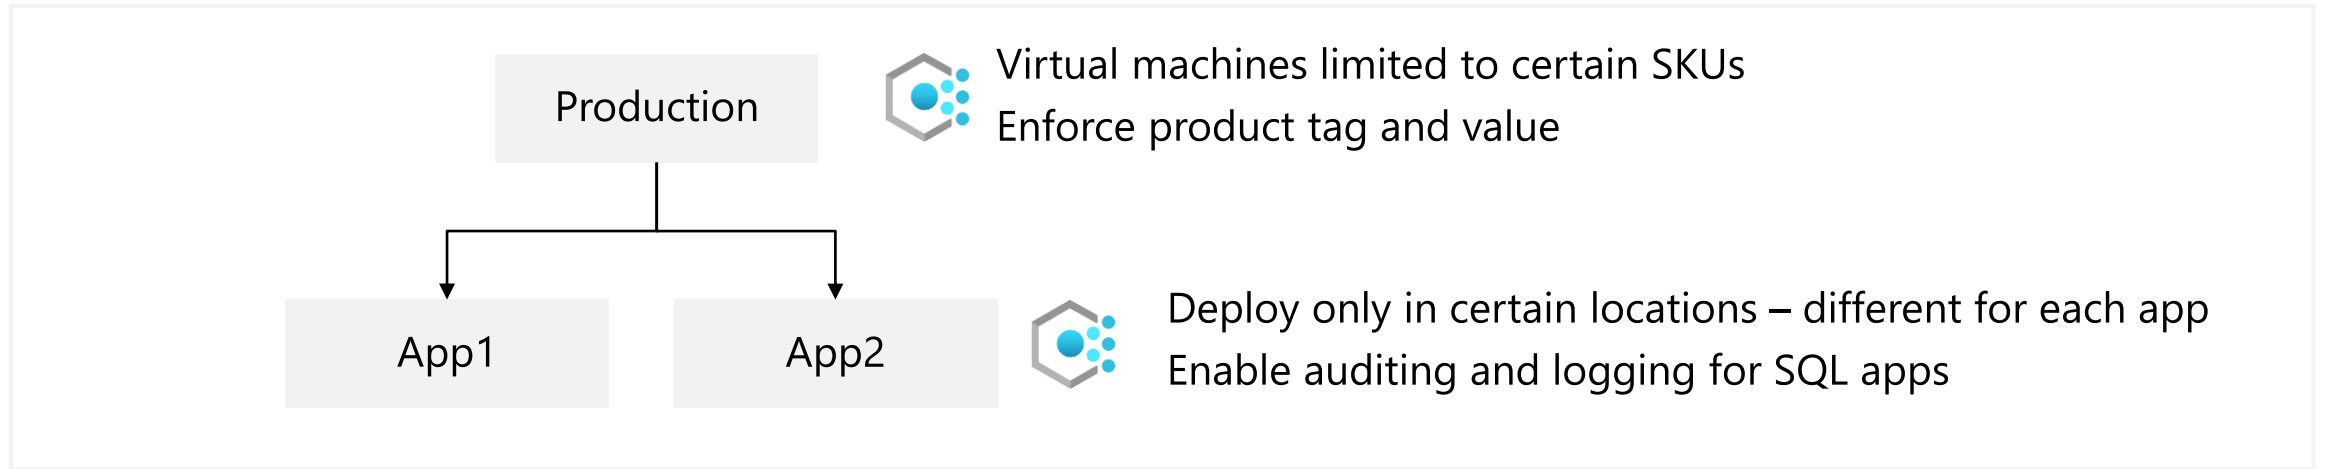 Production
Virtual machines limited to certain SKUs
Enforce product tag and value
App1
App2
Deploy only in certain locations – different for each app
Enable auditing and logging for SQL apps